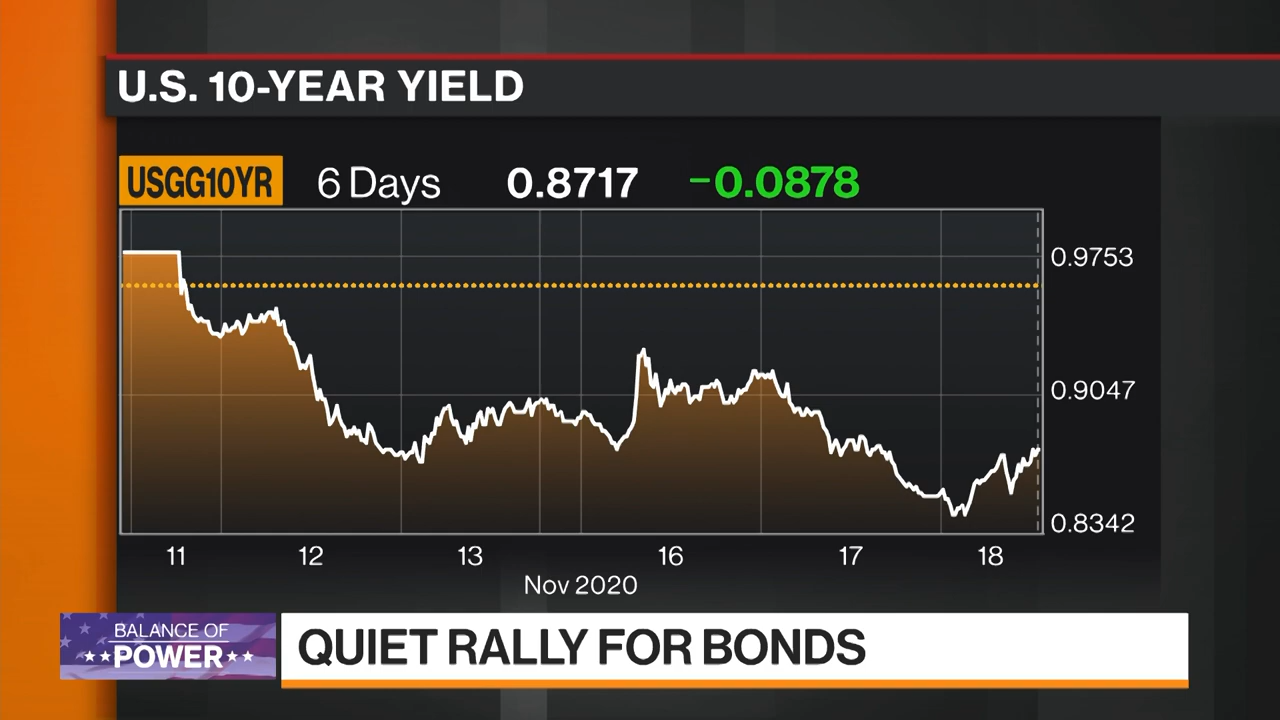 U.S. 10-YEAR YIELD
USGG10YR 6 Days 0.8717 -0.0878
0.9753
0.9047
0.8342
11 12 13 16 17 18
Nov 2020
BALANCE OF
POWER
QUIET RALLY FOR BONDS